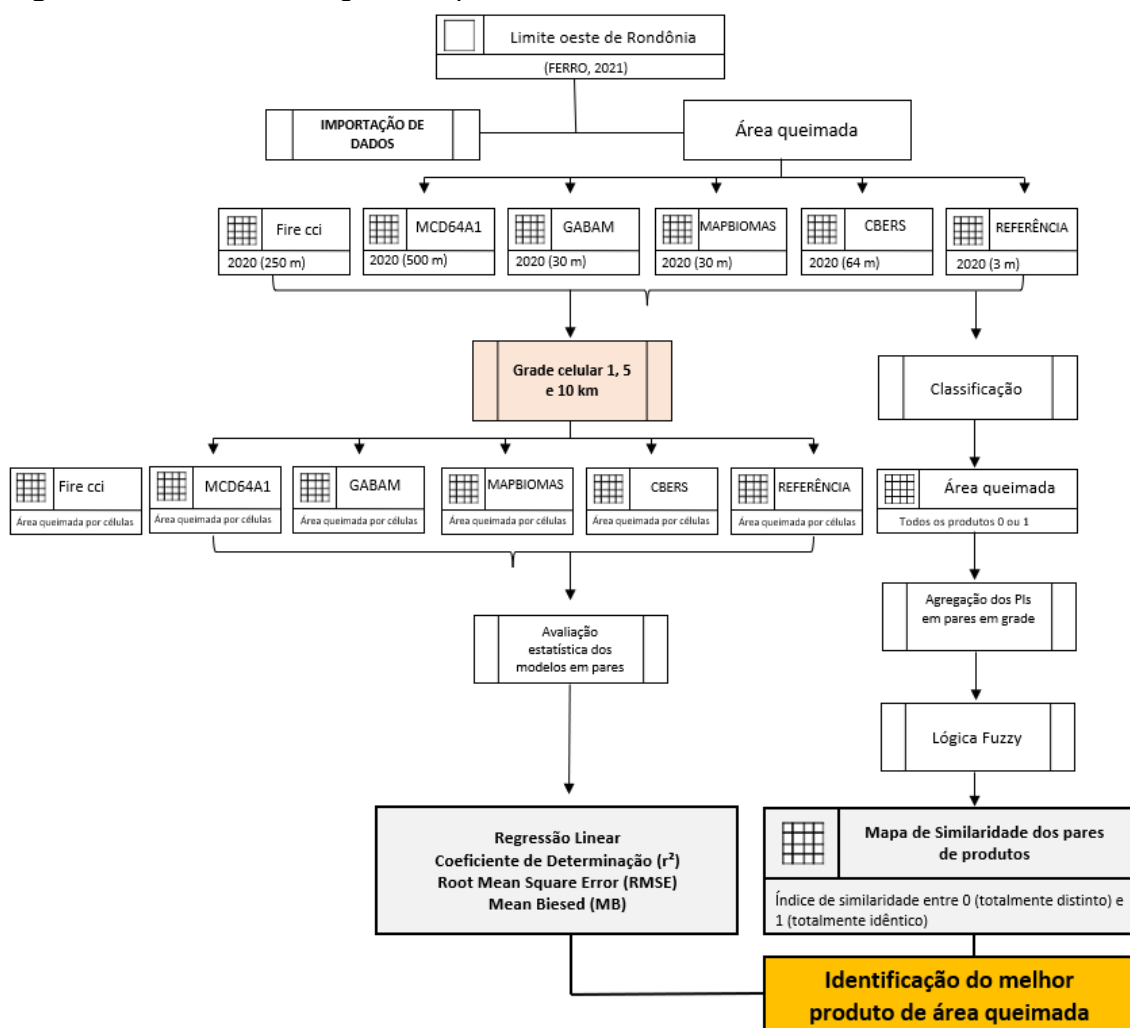 Limite oeste de Rondônia
(FERRO, 2021)
IMPORTAÇÃO DE
DADOS
Área queimada
Fire cci
2020 (250 m)
MCD64A1
2020 (500 m)
GABAM
2020 (30 m)
MAPBIOMAS
2020 (30 m)
CBERS
2020 (64 m)
REFERÊNCIA
2020 (3 m)
Grade celular 1, 5
e 10 km
Classificação
Fire cci
Área queimada por células
MCD64A1
Área queimada por células
GABAM
Área queimada por células
MAPBIOMAS
Área queimada por células
CBERS
Área queimada por células
REFERÊNCIA
Área queimada por células
Área queimada
Todos os produtos 0 ou 1
Avaliação
estatística dos
modelos em pares
Agregação dos PIs
em pares em grade
Lógica Fuzzy
Regressão Linear
Coeficiente de Determinação (r²)
Root Mean Square Error (RMSE)
Mean Biesed (MB)
Mapa de Similaridade dos pares
de produtos
Índice de similaridade entre 0 (totalmente distinto) e
1 (totalmente idêntico)
Identificação do melhor
produto de área queimada